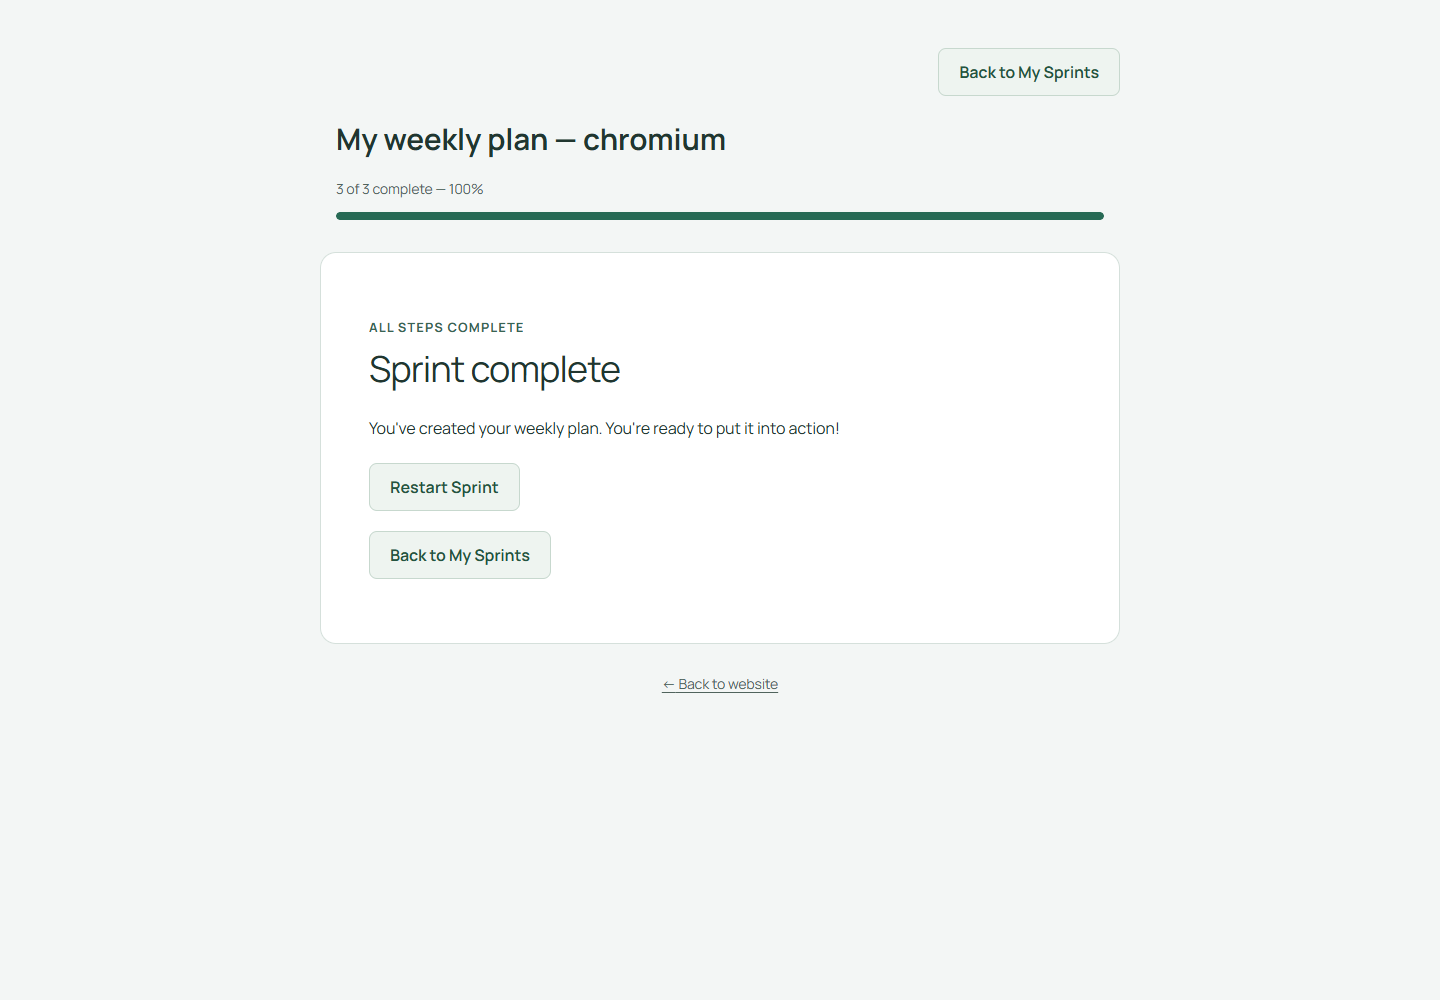 Back to My Sprints
My weekly plan — chromium
3 of 3 complete — 100%
ALL STEPS COMPLETE
Sprint complete
You've created your weekly plan. You're ready to put it into action!
Restart Sprint
Back to My Sprints
← Back to website